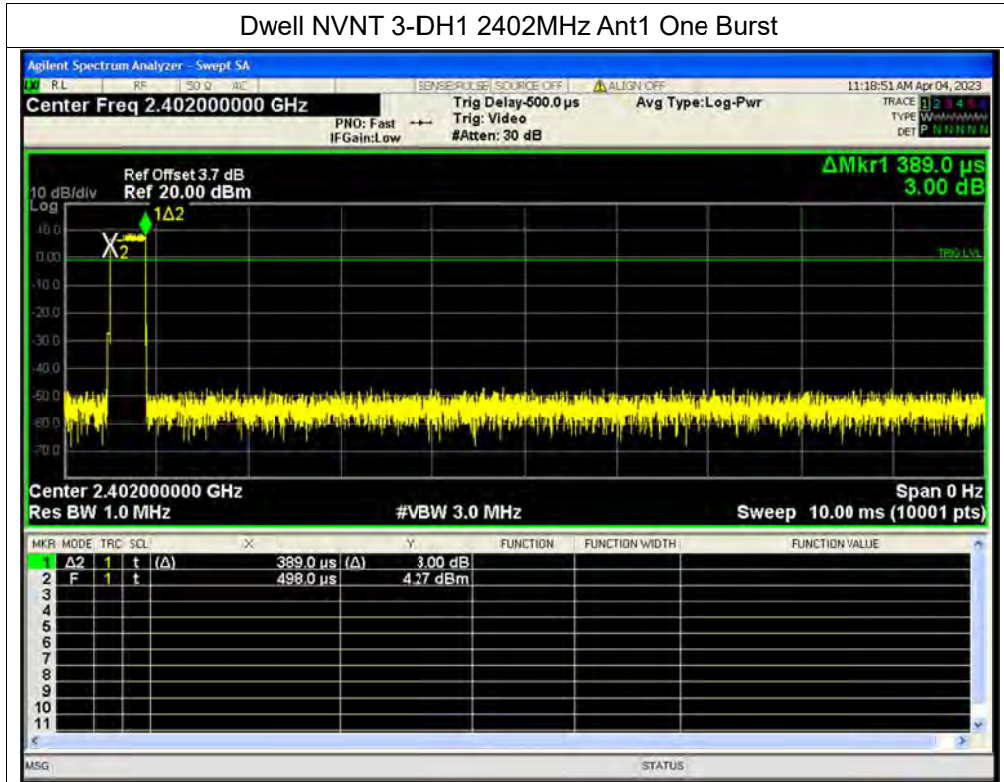 Dwell NVNT 3-DH1 2402MHz Ant1 One Burst
Agilent Spectrum Analyzer - Swept SA
RL RF 50 Ω AC SENSE:PULSE SOURCE OFF ALIGN OFF 11:18:51 AM Apr 04, 2023
Center Freq 2.402000000 GHz Trig Delay-500.0 µs Avg Type:Log-Pwr TRACE 1 2 3 4 5 6
PNO: Fast Trig: Video TYPE W
IFGain:Low #Atten: 30 dB DET P N N N N N
Ref Offset 3.7 dB ΔMkr1 389.0 µs
10 dB/div Ref 20.00 dBm 3.00 dB
Log
1Δ2
10.0
X2
0.00
TRIG LVL
-10.0
-20.0
-30.0
-40.0
-50.0
-60.0
-70.0
Center 2.402000000 GHz Span 0 Hz
Res BW 1.0 MHz #VBW 3.0 MHz Sweep 10.00 ms (10001 pts)
MKR MODE TRC SCL X Y FUNCTION FUNCTION WIDTH FUNCTION VALUE
1 Δ2 1 t (Δ) 389.0 µs (Δ) 3.00 dB
2 F 1 t 498.0 µs 4.27 dBm
3
4
5
6
7
8
9
10
11
MSG STATUS